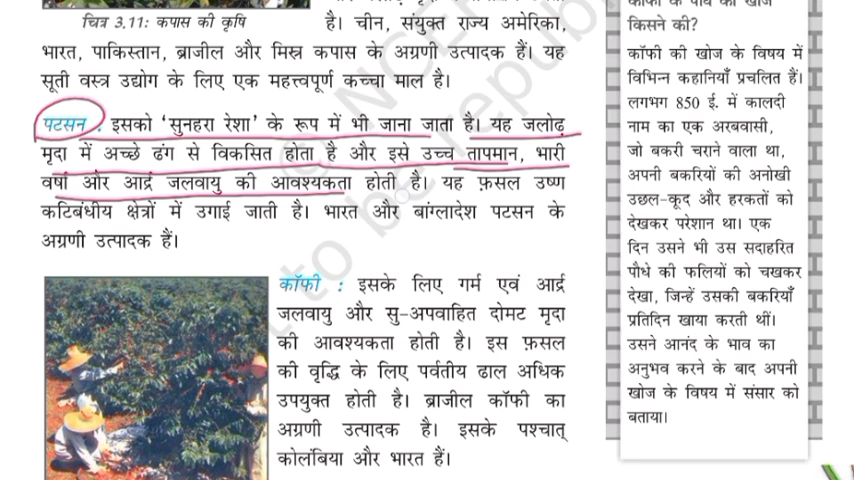 चित्र 3.11: कपास की कृषि
है। चीन, संयुक्त राज्य अमेरिका,
भारत, पाकिस्तान, ब्राजील और मिस्र कपास के अग्रणी उत्पादक हैं। यह
सूती वस्त्र उद्योग के लिए एक महत्त्वपूर्ण कच्चा माल है।
पटसन : इसको ‘सुनहरा रेशा’ के रूप में भी जाना जाता है। यह जलोढ़
मृदा में अच्छे ढंग से विकसित होता है और इसे उच्च तापमान, भारी
वर्षा और आर्द्र जलवायु की आवश्यकता होती है। यह फ़सल उष्ण
कटिबंधीय क्षेत्रों में उगाई जाती है। भारत और बांग्लादेश पटसन के
अग्रणी उत्पादक हैं।
कॉफी : इसके लिए गर्म एवं आर्द्र
जलवायु और सु-अपवाहित दोमट मृदा
की आवश्यकता होती है। इस फ़सल
की वृद्धि के लिए पर्वतीय ढाल अधिक
उपयुक्त होती है। ब्राजील कॉफी का
अग्रणी उत्पादक है। इसके पश्चात्
कोलंबिया और भारत हैं।
किसने की?
कॉफी की खोज के विषय में
विभिन्न कहानियाँ प्रचलित हैं।
लगभग 850 ई. में कालदी
नाम का एक अरबवासी,
जो बकरी चराने वाला था,
अपनी बकरियों की अनोखी
उछल-कूद और हरकतों को
देखकर परेशान था। एक
दिन उसने भी उस सदाहरित
पौधे की फलियों को चखकर
देखा, जिन्हें उसकी बकरियाँ
प्रतिदिन खाया करती थीं।
उसने आनंद के भाव का
अनुभव करने के बाद अपनी
खोज के विषय में संसार को
बताया।